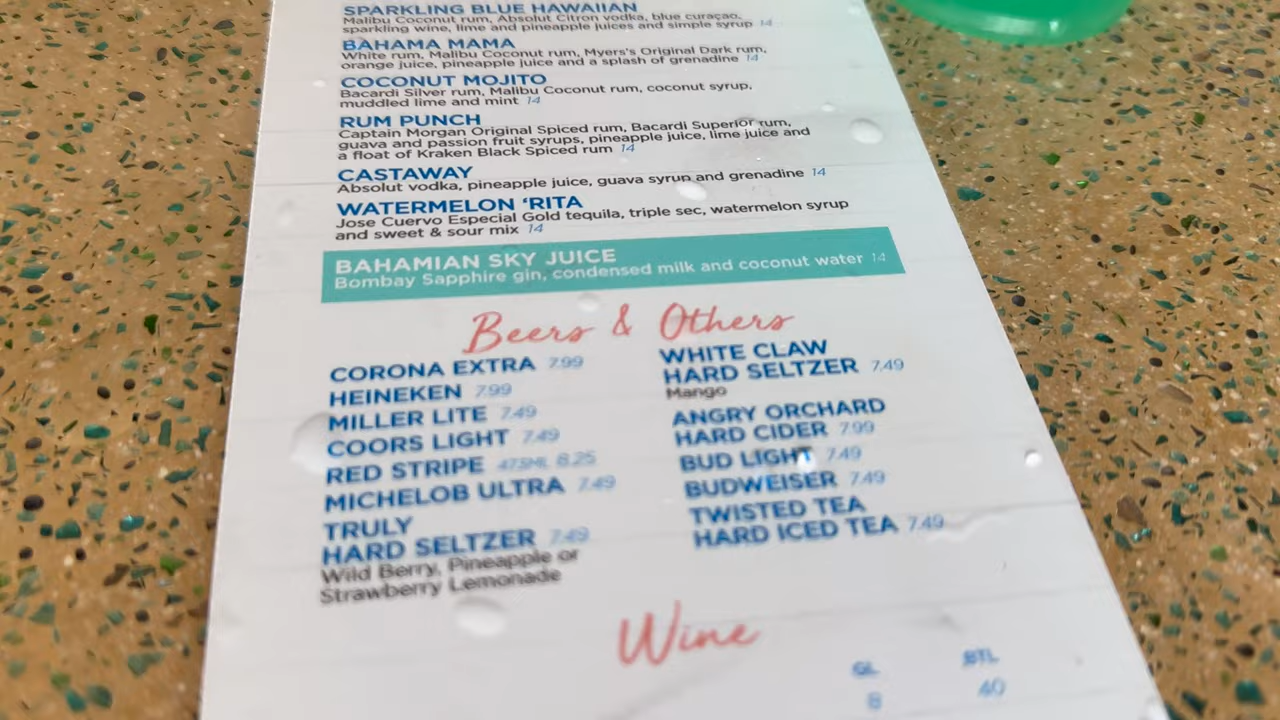 SPARKLING BLUE HAWAIIAN
Malibu Coconut rum, Absolut Citron vodka, blue curaçao,
sparkling wine, lime and pineapple juices and simple syrup 14
BAHAMA MAMA
White rum, Malibu Coconut rum, Myers's Original Dark rum,
orange juice, pineapple juice and a splash of grenadine 14
COCONUT MOJITO
Bacardi Silver rum, Malibu Coconut rum, coconut syrup,
muddled lime and mint 14
RUM PUNCH
Captain Morgan Original Spiced rum, Bacardi Superior rum,
guava and passion fruit syrups, pineapple juice, lime juice and
a float of Kraken Black Spiced rum 14
CASTAWAY
Absolut vodka, pineapple juice, guava syrup and grenadine 14
WATERMELON ‘RITA
Jose Cuervo Especial Gold tequila, triple sec, watermelon syrup
and sweet & sour mix 14
BAHAMIAN SKY JUICE
Bombay Sapphire gin, condensed milk and coconut water 14
Beers & Others
CORONA EXTRA 7.99
HEINEKEN 7.99
MILLER LITE 7.49
COORS LIGHT 7.49
RED STRIPE 473ML 8.25
MICHELOB ULTRA 7.49
TRULY
HARD SELTZER 7.49
Wild Berry, Pineapple or
Strawberry Lemonade
WHITE CLAW
HARD SELTZER 7.49
Mango
ANGRY ORCHARD
HARD CIDER 7.99
BUD LIGHT 7.49
BUDWEISER 7.49
TWISTED TEA
HARD ICED TEA 7.49
Wine
GL BTL
8 40